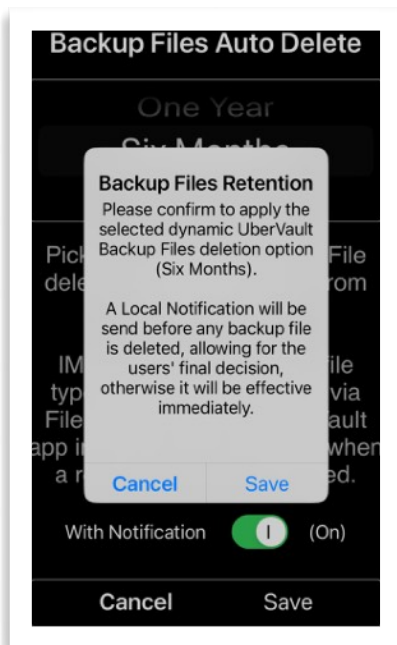 Backup Files Auto Delete
One Year
Six Months
Backup Files Retention
Please confirm to apply the
selected dynamic UberVault
Backup Files deletion option
(Six Months).
A Local Notification will be
send before any backup file
is deleted, allowing for the
users' final decision,
otherwise it will be effective
immediately.
Cancel Save
With Notification (On)
Cancel Save